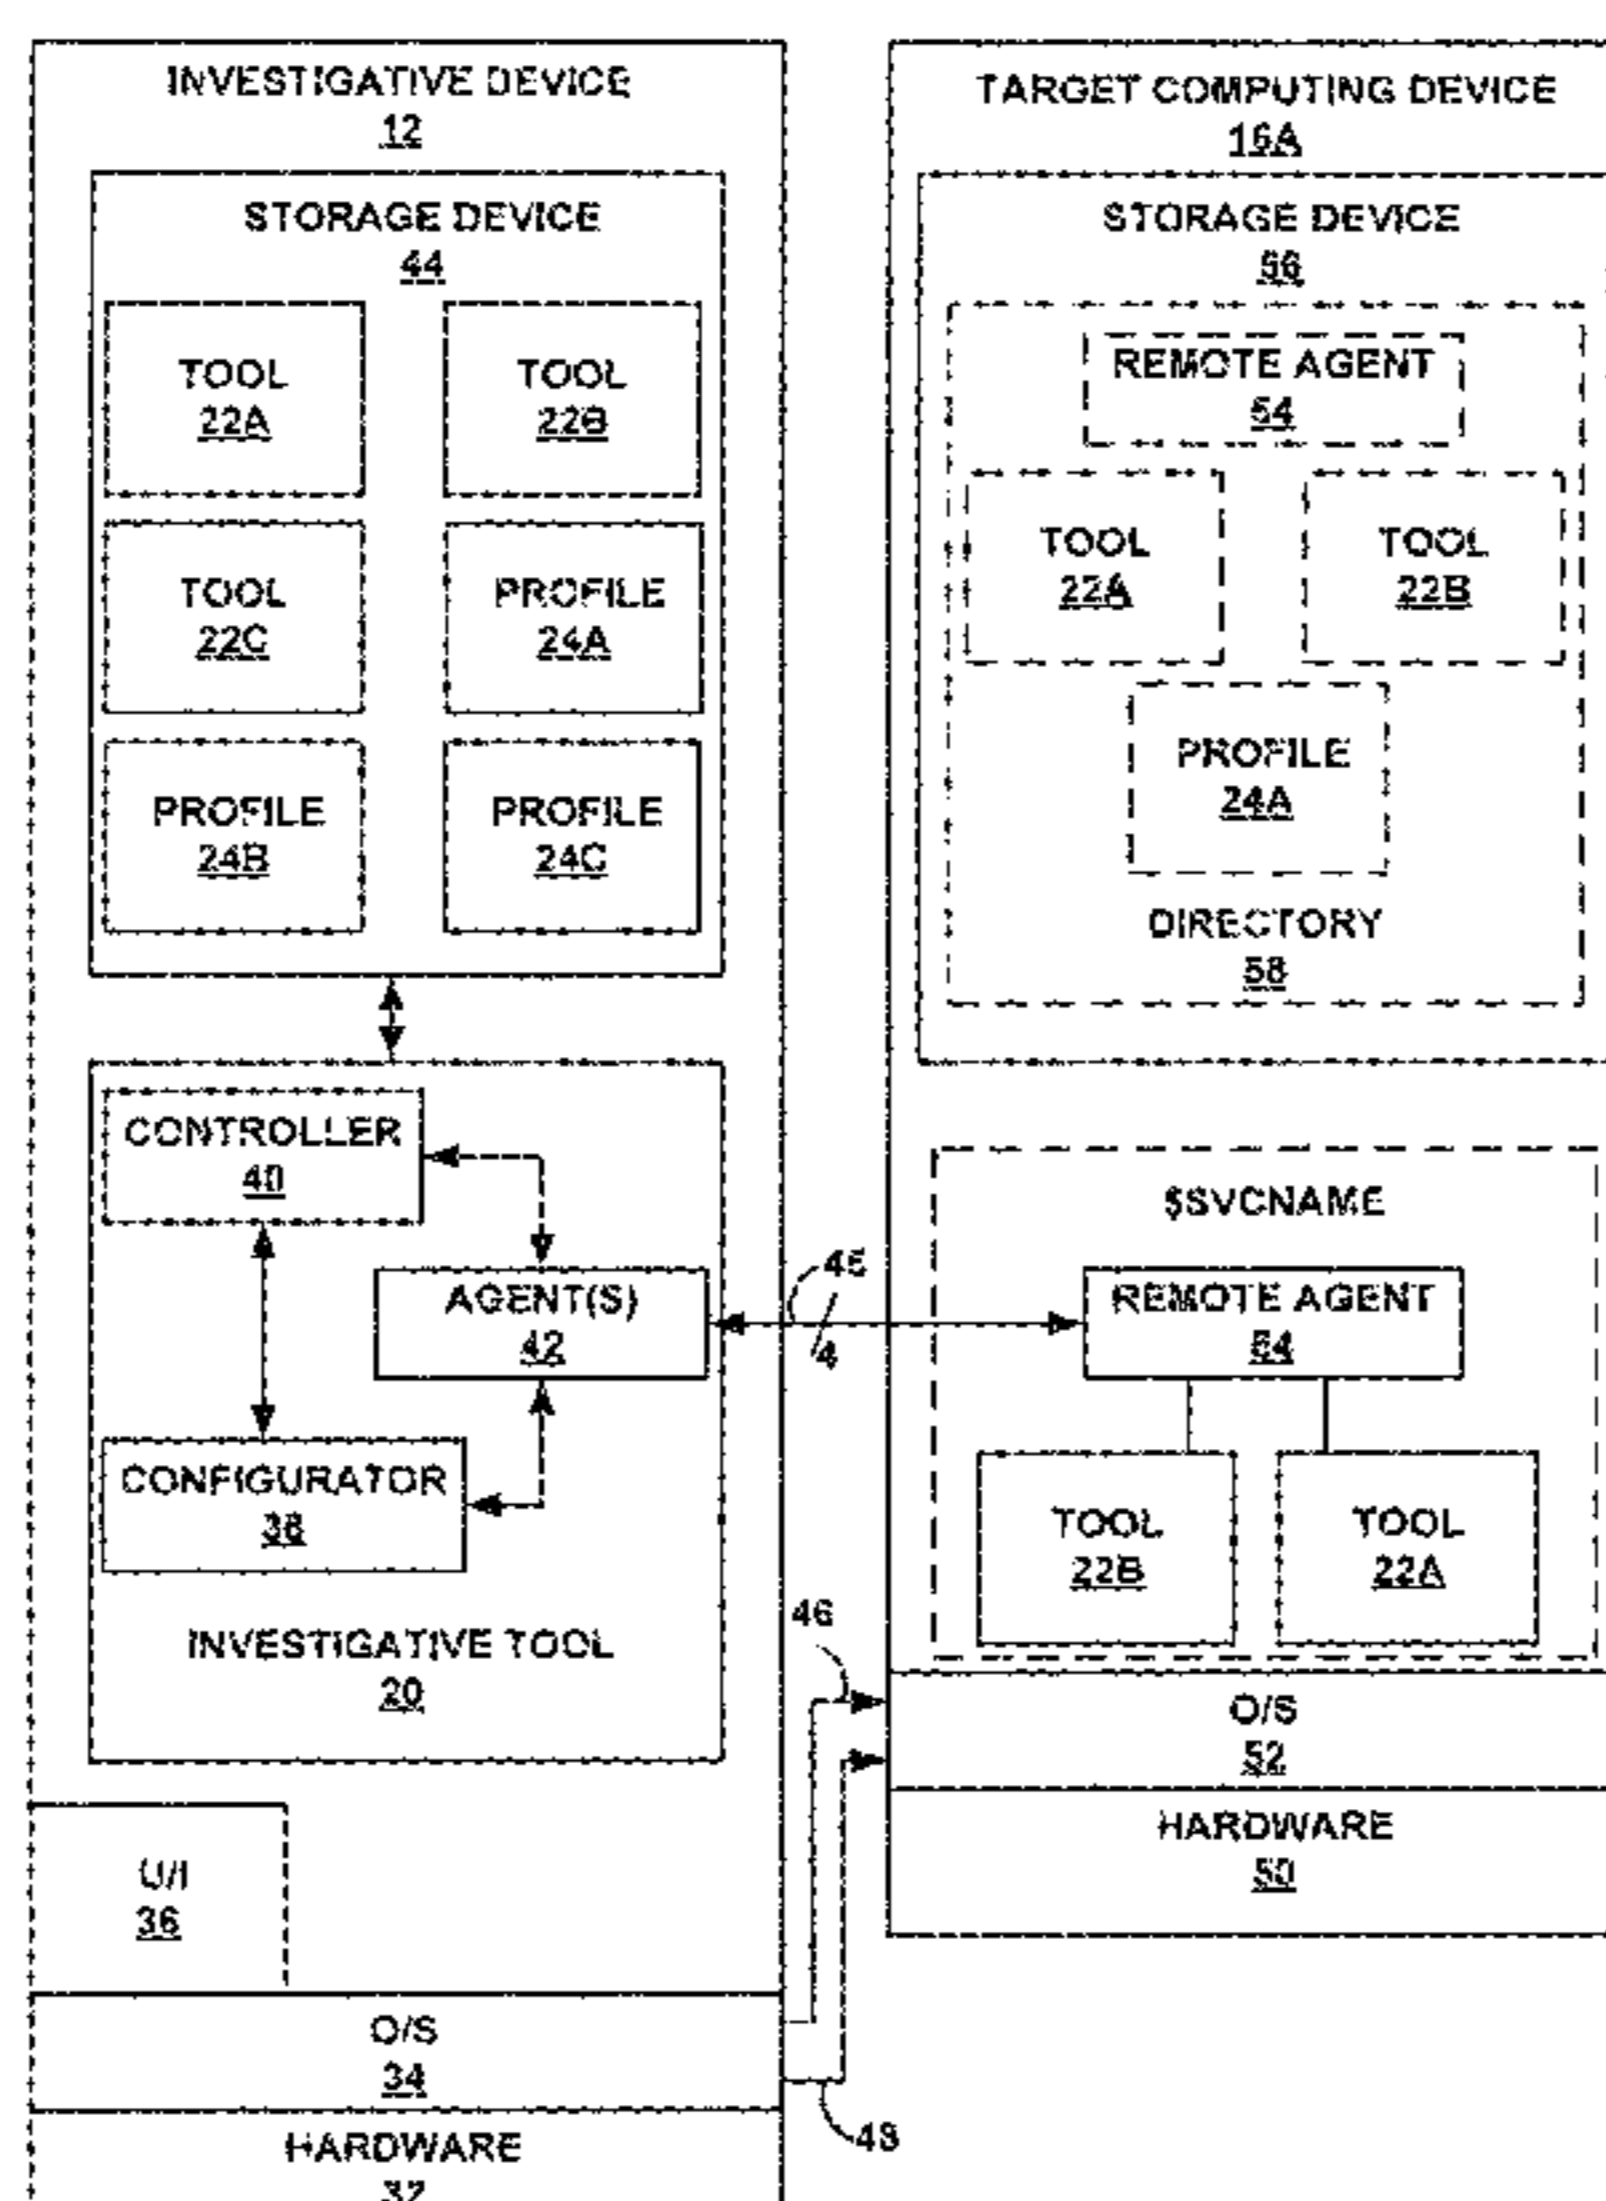 INVESTIGATIVE DEVICE
12
STORAGE DEVICE
44
TOOL
22A
TOOL
22B
TOOL
22C
PROFILE
24A
PROFILE
24B
PROFILE
24C
CONTROLLER
40
AGENT(S)
42
CONFIGURATOR
38
INVESTIGATIVE TOOL
20
U/I
36
O/S
34
HARDWARE
32
45
4
46
48
TARGET COMPUTING DEVICE
16A
STORAGE DEVICE
56
REMOTE AGENT
54
TOOL
22A
TOOL
22B
PROFILE
24A
DIRECTORY
58
$SVCNAME
REMOTE AGENT
54
TOOL
22B
TOOL
22A
O/S
52
HARDWARE
50